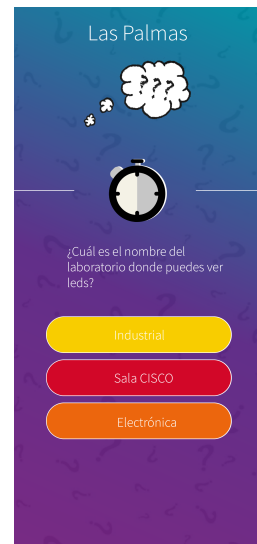 Las Palmas
???
¿Cuál es el nombre del
laboratorio donde puedes ver
leds?
Industrial
Sala CISCO
Electrónica